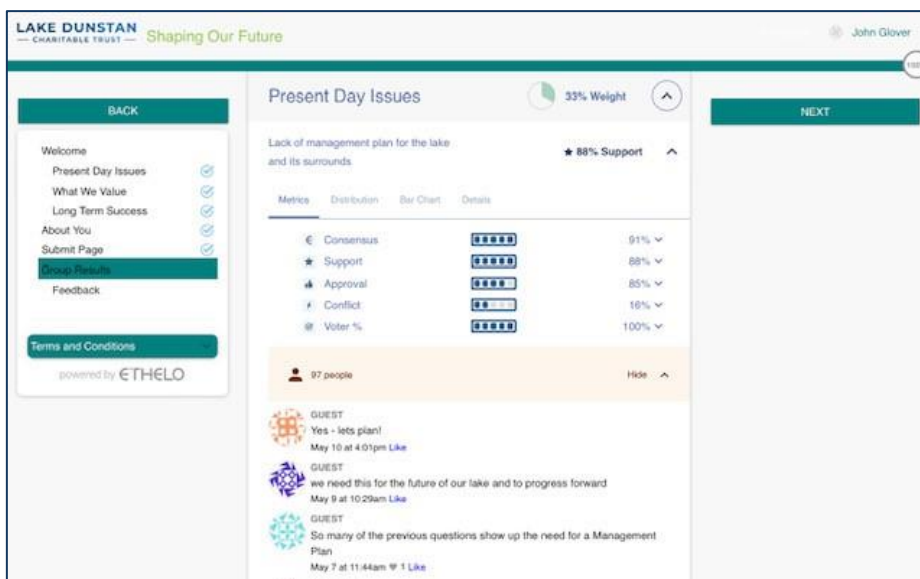 LAKE DUNSTAN
— CHARITABLE TRUST —
Shaping Our Future
John Glover
BACK
Welcome
Present Day Issues
What We Value
Long Term Success
About You
Submit Page
Group Results
Feedback
Terms and Conditions
powered by ETHELO
Present Day Issues
33% Weight
Lack of management plan for the lake
and its surrounds
★ 88% Support
Metrics Distribution Bar Chart Details
Consensus 91%
Support 88%
Approval 85%
Conflict 16%
Voter % 100%
97 people Hide
GUEST
Yes - lets plan!
May 10 at 4:01pm Like
GUEST
we need this for the future of our lake and to progress forward
May 9 at 10:29am Like
GUEST
So many of the previous questions show up the need for a Management
Plan
May 7 at 11:44am ♥ 1 Like
NEXT